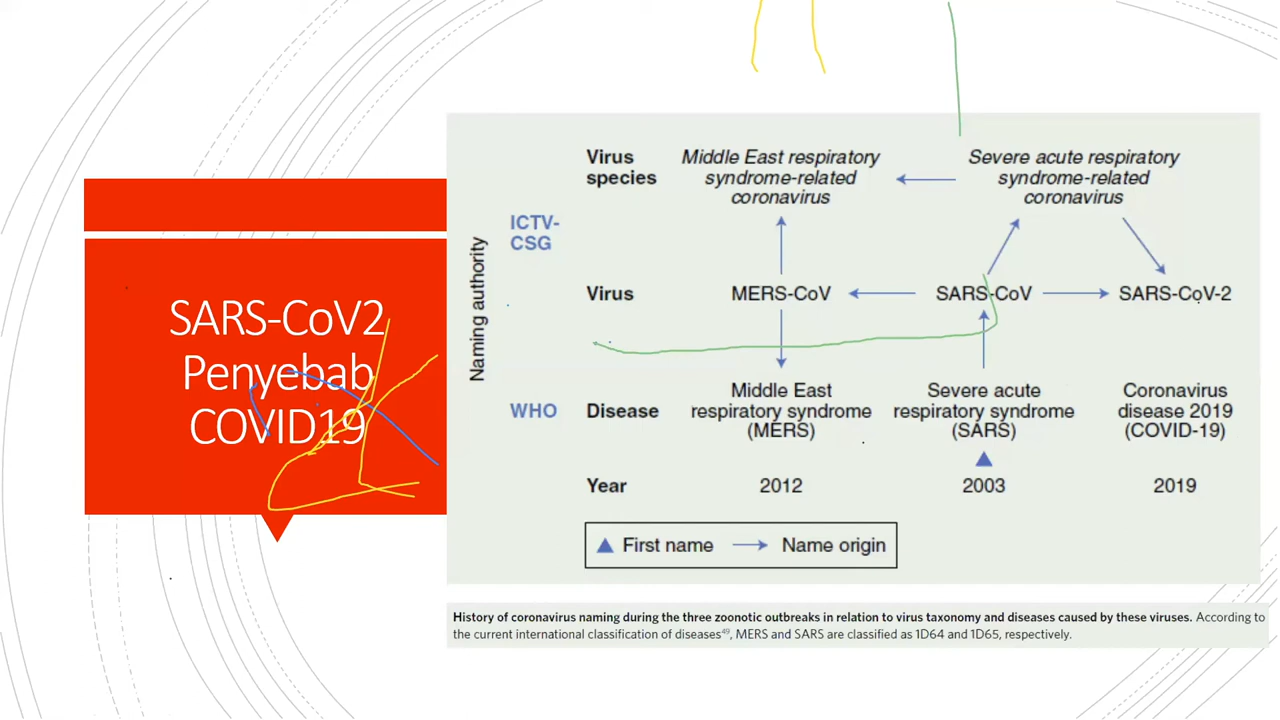 SARS-CoV2
Penyebab
COVID19
Naming authority
ICTV-
CSG
WHO
Virus
species
Middle East respiratory
syndrome-related
coronavirus
Severe acute respiratory
syndrome-related
coronavirus
Virus
MERS-CoV
SARS-CoV
SARS-CoV-2
Disease
Middle East
respiratory syndrome
(MERS)
Severe acute
respiratory syndrome
(SARS)
Coronavirus
disease 2019
(COVID-19)
Year
2012
2003
2019
First name
Name origin
History of coronavirus naming during the three zoonotic outbreaks in relation to virus taxonomy and diseases caused by these viruses. According to
the current international classification of diseases⁴⁹, MERS and SARS are classified as 1D64 and 1D65, respectively.